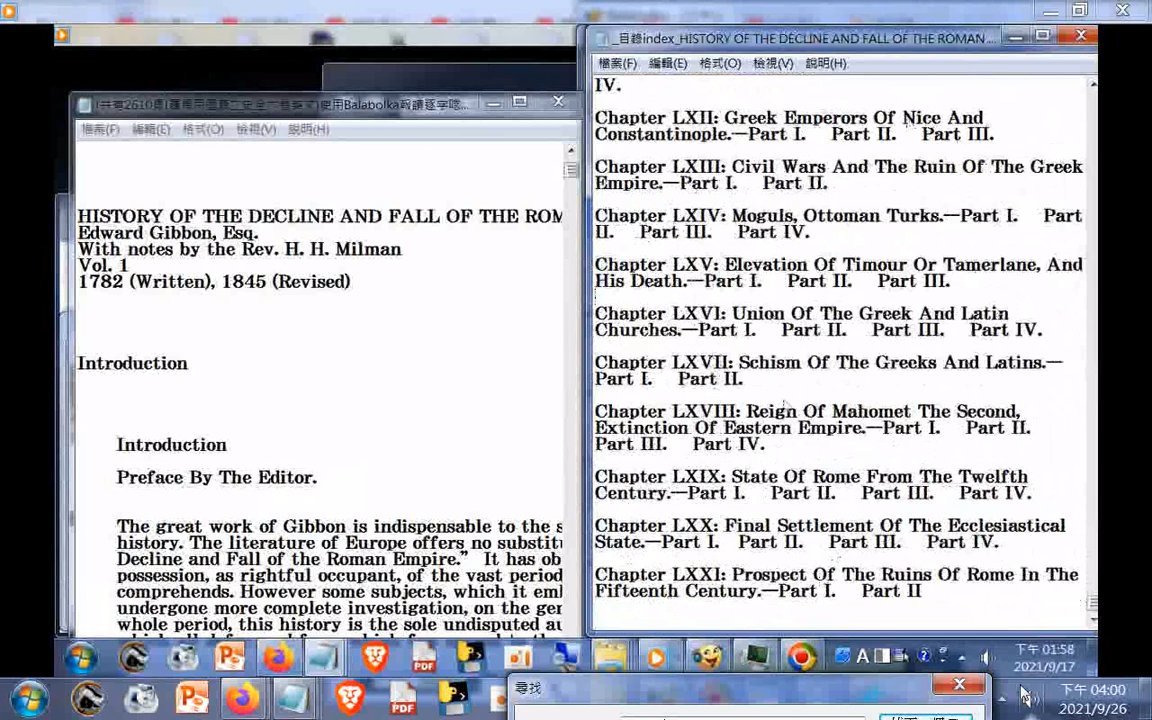 _目錄index_HISTORY OF THE DECLINE AND FALL OF THE ROMAN ...
檔案(F) 編輯(E) 格式(O) 檢視(V) 說明(H)
IV.
Chapter LXII: Greek Emperors Of Nice And
Constantinople.—Part I. Part II. Part III.
Chapter LXIII: Civil Wars And The Ruin Of The Greek
Empire.—Part I. Part II.
Chapter LXIV: Moguls, Ottoman Turks.—Part I. Part
II. Part III. Part IV.
Chapter LXV: Elevation Of Timour Or Tamerlane, And
His Death.—Part I. Part II. Part III.
Chapter LXVI: Union Of The Greek And Latin
Churches.—Part I. Part II. Part III. Part IV.
Chapter LXVII: Schism Of The Greeks And Latins.—
Part I. Part II.
Chapter LXVIII: Reign Of Mahomet The Second,
Extinction Of Eastern Empire.—Part I. Part II.
Part III. Part IV.
Chapter LXIX: State Of Rome From The Twelfth
Century.—Part I. Part II. Part III. Part IV.
Chapter LXX: Final Settlement Of The Ecclesiastical
State.—Part I. Part II. Part III. Part IV.
Chapter LXXI: Prospect Of The Ruins Of Rome In The
Fifteenth Century.—Part I. Part II
使用Balabolka
檔案(F) 編輯(E) 格式(O) 檢視(V) 說明(H)
HISTORY OF THE DECLINE AND FALL OF THE ROM
Edward Gibbon, Esq.
With notes by the Rev. H. H. Milman
Vol. 1
1782 (Written), 1845 (Revised)
Introduction
Introduction
Preface By The Editor.
The great work of Gibbon is indispensable to the s
history. The literature of Europe offers no substitu
Decline and Fall of the Roman Empire.” It has ob
possession, as rightful occupant, of the vast period
comprehends. However some subjects, which it em
undergone more complete investigation, on the gen
whole period, this history is the sole undisputed au
PDF
A
下午 01:58
2021/9/17
尋找
PDF
下午 04:00
2021/9/26